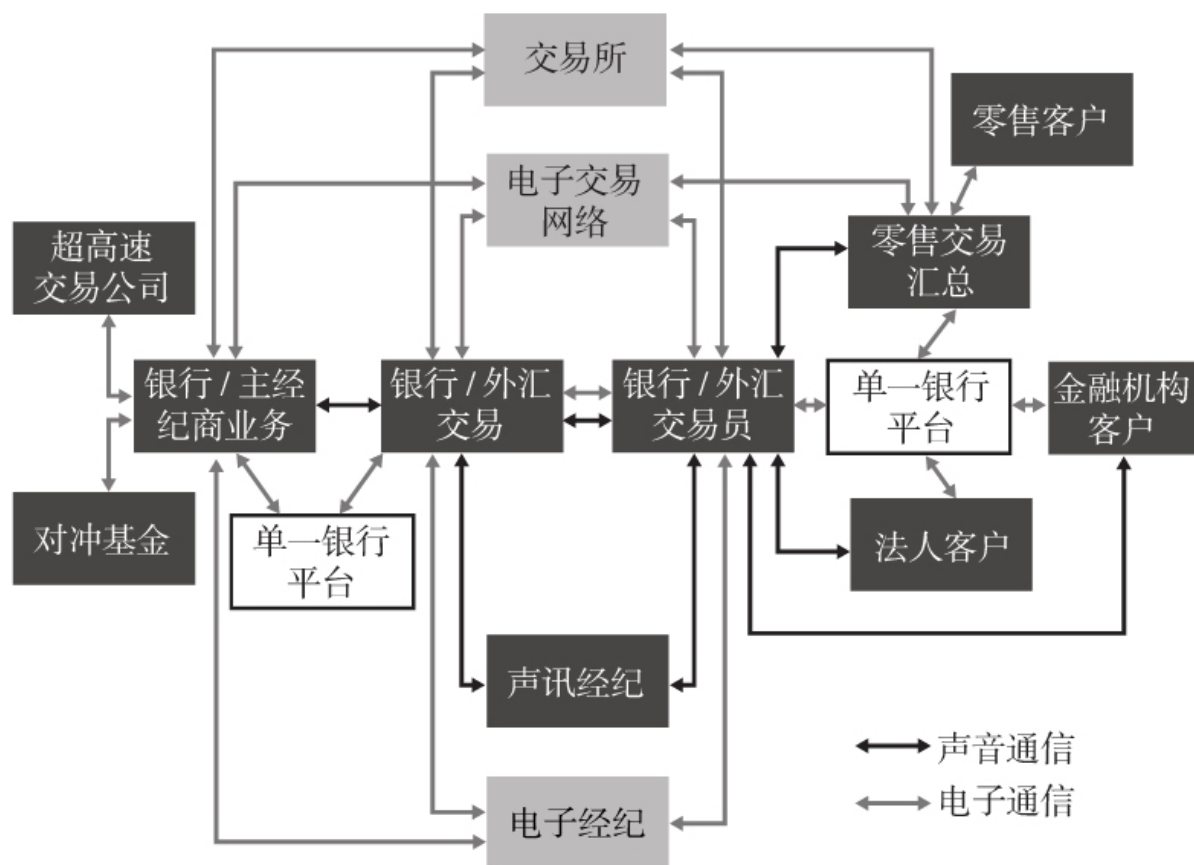 交易所
零售客户
电子交易
网络
超高速
交易公司
零售交易
汇总
银行/主经
纪商业务
银行/外汇
交易
银行/外汇
交易员
单一银行
平台
金融机构
客户
对冲基金
单一银行
平台
法人客户
声讯经纪
声音通信
电子通信
电子经纪